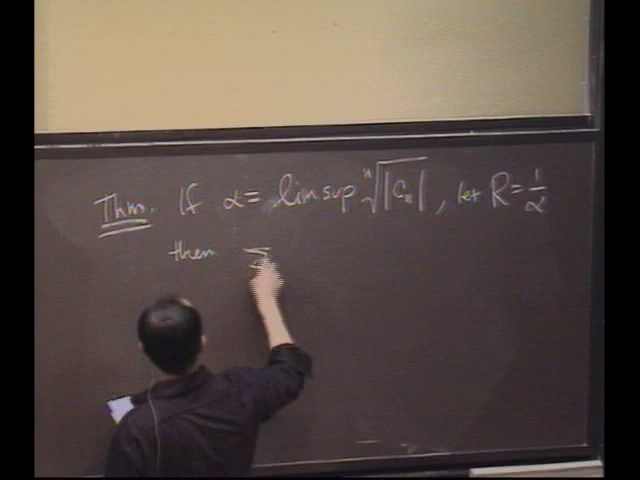 Thm. If α = lim sup ⁿ√|Cₙ| , let R = 1/α
then Σ